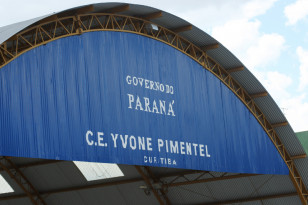 GOVERNO DO
PARANÁ
C.E. YVONE PIMENTEL
CURITIBA